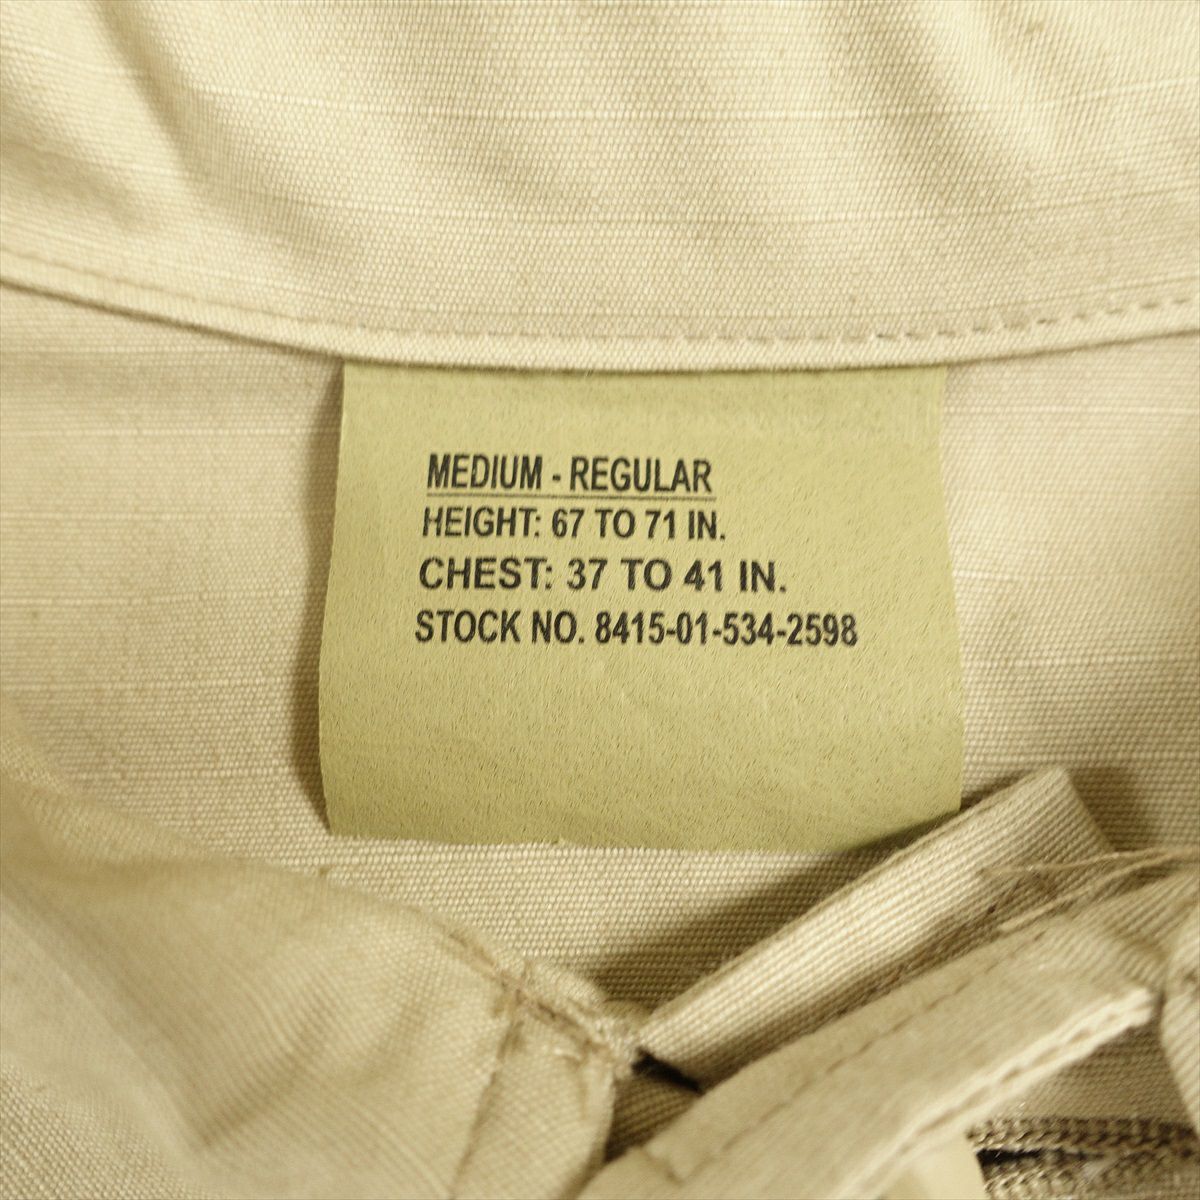 MEDIUM - REGULAR
HEIGHT: 67 TO 71 IN.
CHEST: 37 TO 41 IN.
STOCK NO. 8415-01-534-2598